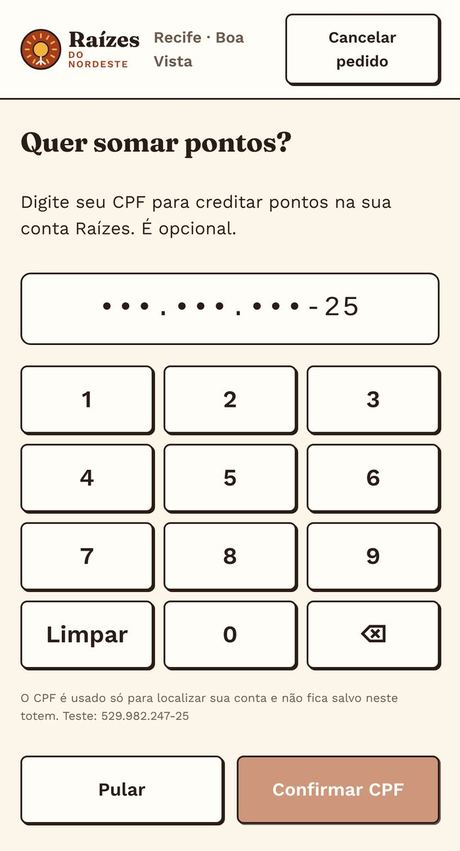 Raízes
DO
NORDESTE
Recife · Boa
Vista
Cancelar
pedido
Quer somar pontos?
Digite seu CPF para creditar pontos na sua
conta Raízes. É opcional.
•••.•••.•••-25
1 2 3
4 5 6
7 8 9
Limpar 0
O CPF é usado só para localizar sua conta e não fica salvo neste
totem. Teste: 529.982.247-25
Pular Confirmar CPF